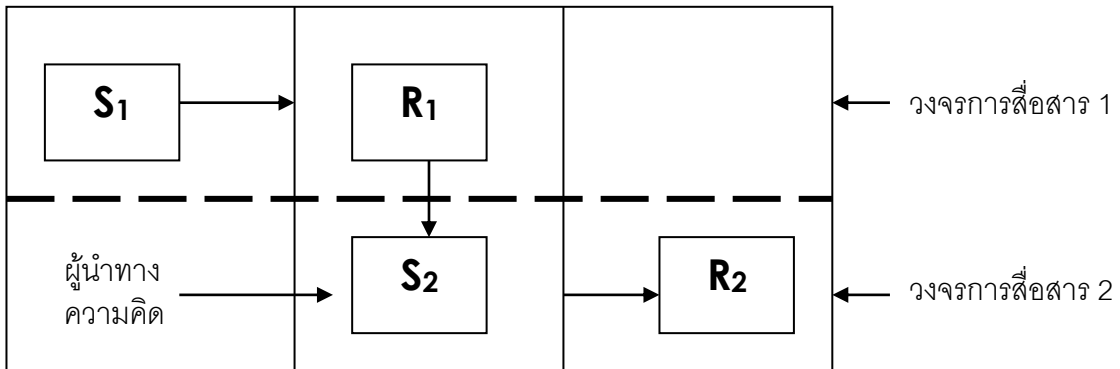 S1
R1
วงจรการสื่อสาร 1
ผู้นำทาง
ความคิด
S2
R2
วงจรการสื่อสาร 2